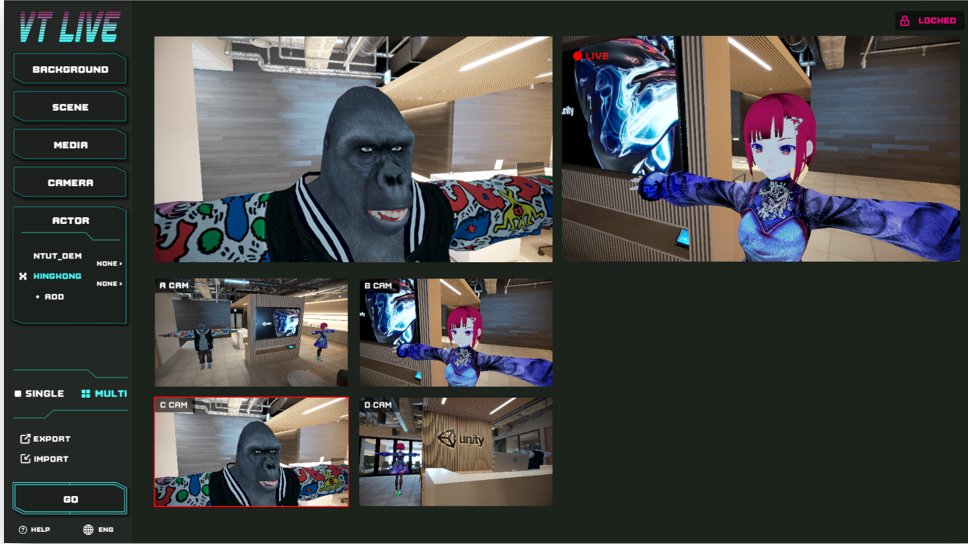 VT LIVE
BACKGROUND
SCENE
MEDIA
CAMERA
ACTOR
NTUT_DEM
NONE >
KINGKONG
NONE >
+ ADD
SINGLE
MULTI
EXPORT
IMPORT
GO
HELP
ENG
LOCKED
LIVE
unity
A CAM
B CAM
C CAM
D CAM
unity